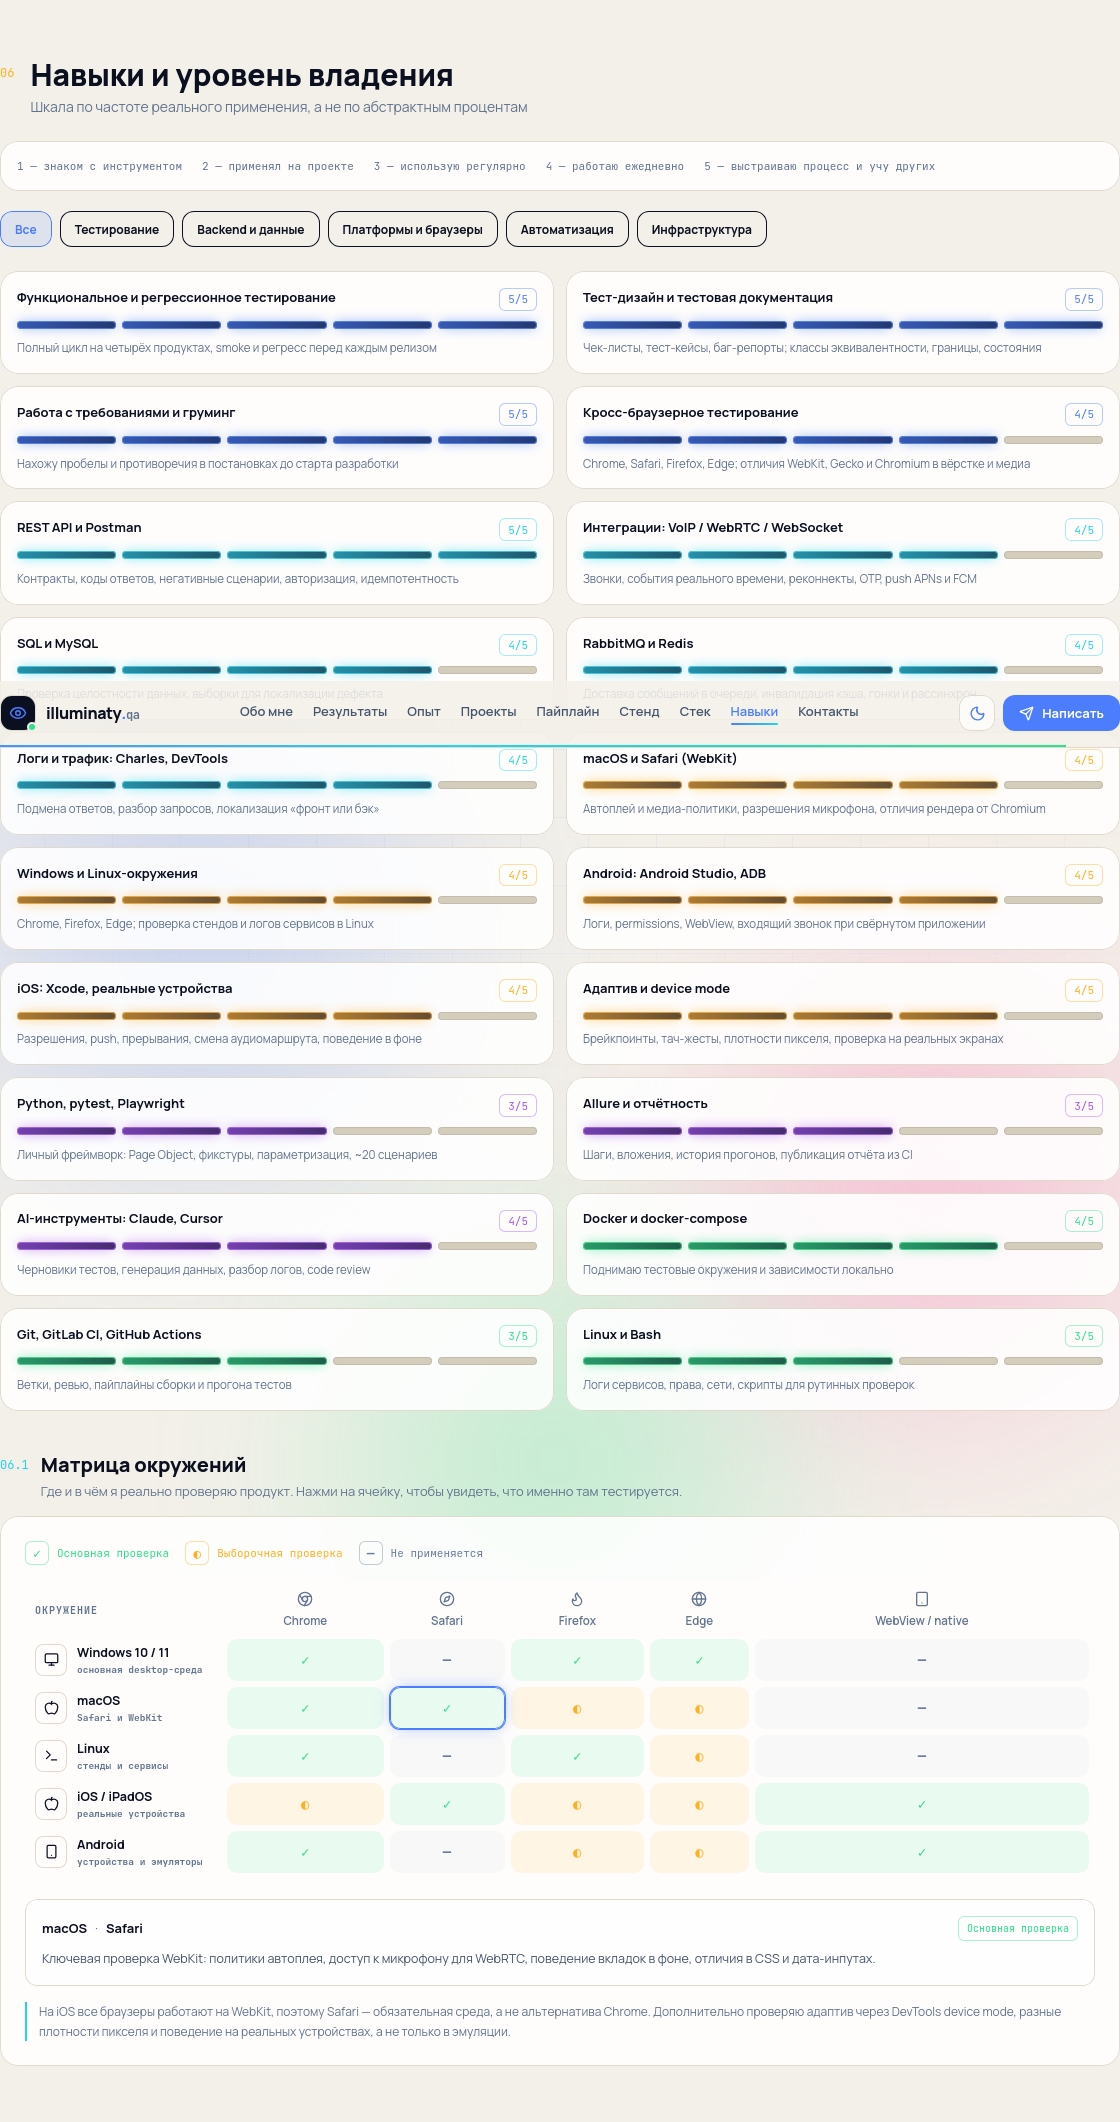 06
Навыки и уровень владения
Шкала по частоте реального применения, а не по абстрактным процентам
1 — знаком с инструментом 2 — применял на проекте 3 — использую регулярно 4 — работаю ежедневно 5 — выстраиваю процесс и учу других
Все Тестирование Backend и данные Платформы и браузеры Автоматизация Инфраструктура
Функциональное и регрессионное тестирование 5/5
Полный цикл на четырёх продуктах, smoke и регресс перед каждым релизом
Тест-дизайн и тестовая документация 5/5
Чек-листы, тест-кейсы, баг-репорты; классы эквивалентности, границы, состояния
Работа с требованиями и груминг 5/5
Нахожу пробелы и противоречия в постановках до старта разработки
Кросс-браузерное тестирование 4/5
Chrome, Safari, Firefox, Edge; отличия WebKit, Gecko и Chromium в вёрстке и медиа
REST API и Postman 5/5
Контракты, коды ответов, негативные сценарии, авторизация, идемпотентность
Интеграции: VoIP / WebRTC / WebSocket 4/5
Звонки, события реального времени, реконнекты, OTP, push APNs и FCM
SQL и MySQL 4/5
Проверка целостности данных, выборки для локализации дефекта
RabbitMQ и Redis 4/5
Доставка сообщений в очереди, инвалидация кэша, гонки и рассинхрон
illuminaty.qa
Обо мне Результаты Опыт Проекты Пайплайн Стенд Стек Навыки Контакты
Написать
Логи и трафик: Charles, DevTools 4/5
Подмена ответов, разбор запросов, локализация «фронт или бэк»
macOS и Safari (WebKit) 4/5
Автоплей и медиа-политики, разрешения микрофона, отличия рендера от Chromium
Windows и Linux-окружения 4/5
Chrome, Firefox, Edge; проверка стендов и логов сервисов в Linux
Android: Android Studio, ADB 4/5
Логи, permissions, WebView, входящий звонок при свёрнутом приложении
iOS: Xcode, реальные устройства 4/5
Разрешения, push, прерывания, смена аудиомаршрута, поведение в фоне
Адаптив и device mode 4/5
Брейкпоинты, тач-жесты, плотности пикселя, проверка на реальных экранах
Python, pytest, Playwright 3/5
Личный фреймворк: Page Object, фикстуры, параметризация, ~20 сценариев
Allure и отчётность 3/5
Шаги, вложения, история прогонов, публикация отчёта из CI
AI-инструменты: Claude, Cursor 4/5
Черновики тестов, генерация данных, разбор логов, code review
Docker и docker-compose 4/5
Поднимаю тестовые окружения и зависимости локально
Git, GitLab CI, GitHub Actions 3/5
Ветки, ревью, пайплайны сборки и прогона тестов
Linux и Bash 3/5
Логи сервисов, права, сети, скрипты для рутинных проверок
06.1
Матрица окружений
Где и в чём я реально проверяю продукт. Нажми на ячейку, чтобы увидеть, что именно там тестируется.
✓ Основная проверка ◐ Выборочная проверка — Не применяется
ОКРУЖЕНИЕ Chrome Safari Firefox Edge WebView / native
Windows 10 / 11 ✓ — ✓ ✓ —
основная desktop-среда
macOS ✓ ✓ ◐ ◐ —
Safari и WebKit
Linux ✓ — ✓ ◐ —
стенды и сервисы
iOS / iPadOS ◐ ✓ ◐ ◐ ✓
реальные устройства
Android ✓ — ◐ ◐ ✓
устройства и эмуляторы
macOS · Safari Основная проверка
Ключевая проверка WebKit: политики автоплея, доступ к микрофону для WebRTC, поведение вкладок в фоне, отличия в CSS и дата-инпутах.
На iOS все браузеры работают на WebKit, поэтому Safari — обязательная среда, а не альтернатива Chrome. Дополнительно проверяю адаптив через DevTools device mode, разные
плотности пикселя и поведение на реальных устройствах, а не только в эмуляции.